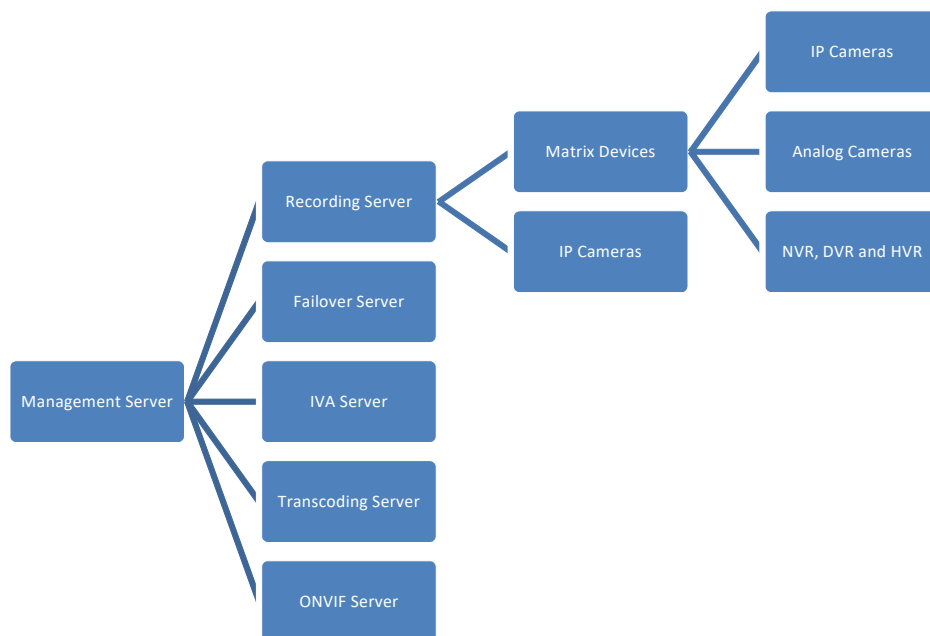 IP Cameras
Matrix Devices
Analog Cameras
Recording Server
IP Cameras
NVR, DVR and HVR
Failover Server
Management Server
IVA Server
Transcoding Server
ONVIF Server